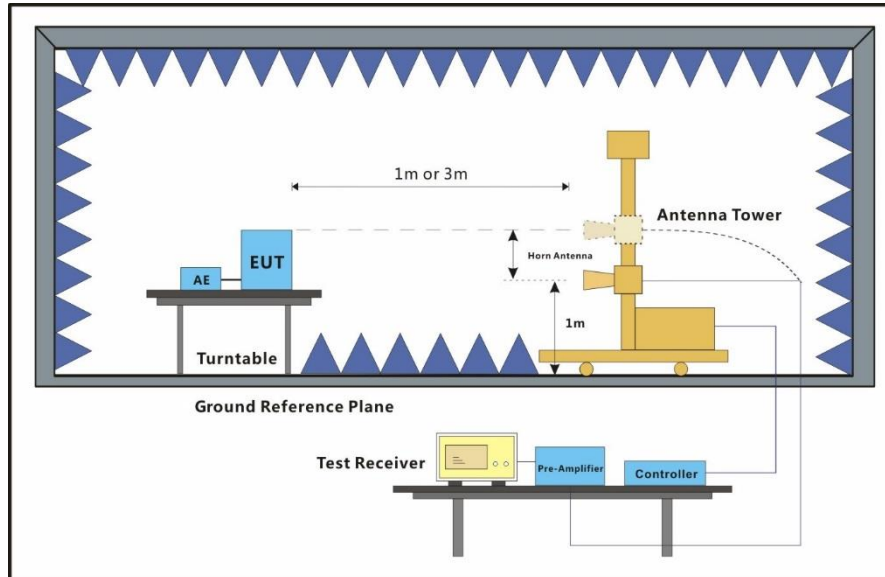 1m or 3m
Antenna Tower
Horn Antenna
EUT
AE
1m
Turntable
Ground Reference Plane
Test Receiver
Pre-Amplifier
Controller